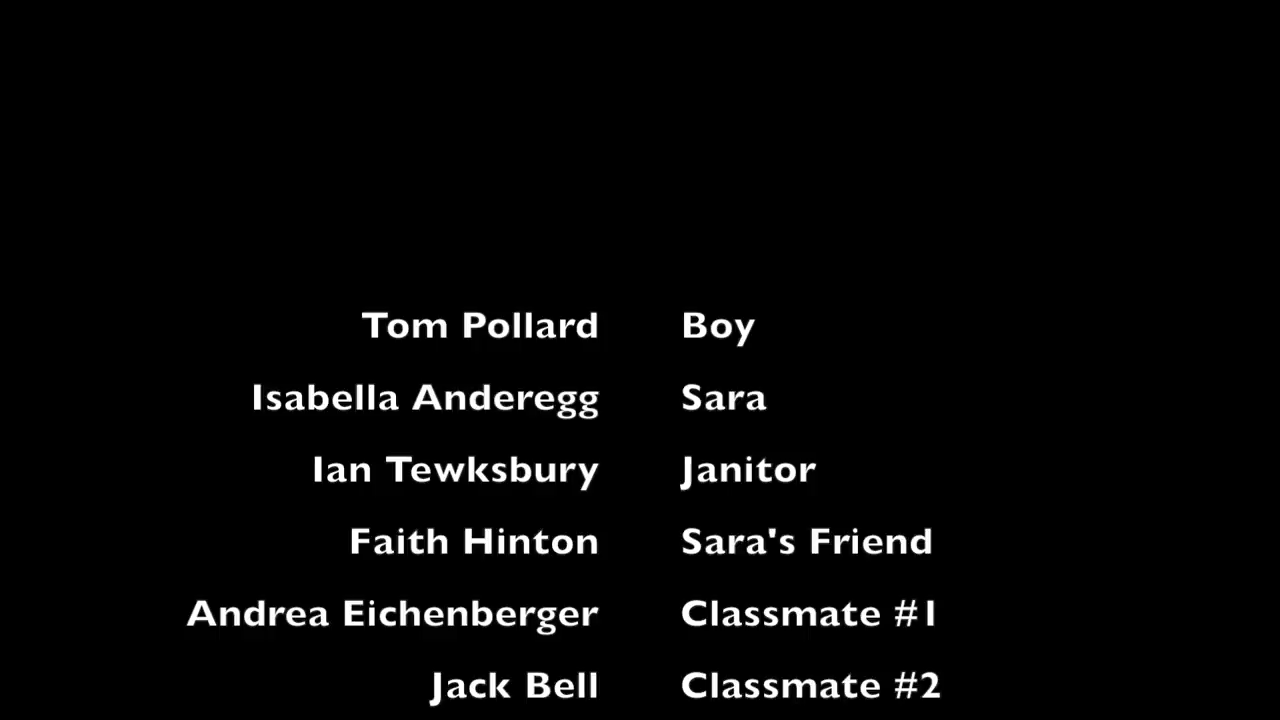 Tom Pollard Boy
Isabella Anderegg Sara
Ian Tewksbury Janitor
Faith Hinton Sara's Friend
Andrea Eichenberger Classmate #1
Jack Bell Classmate #2